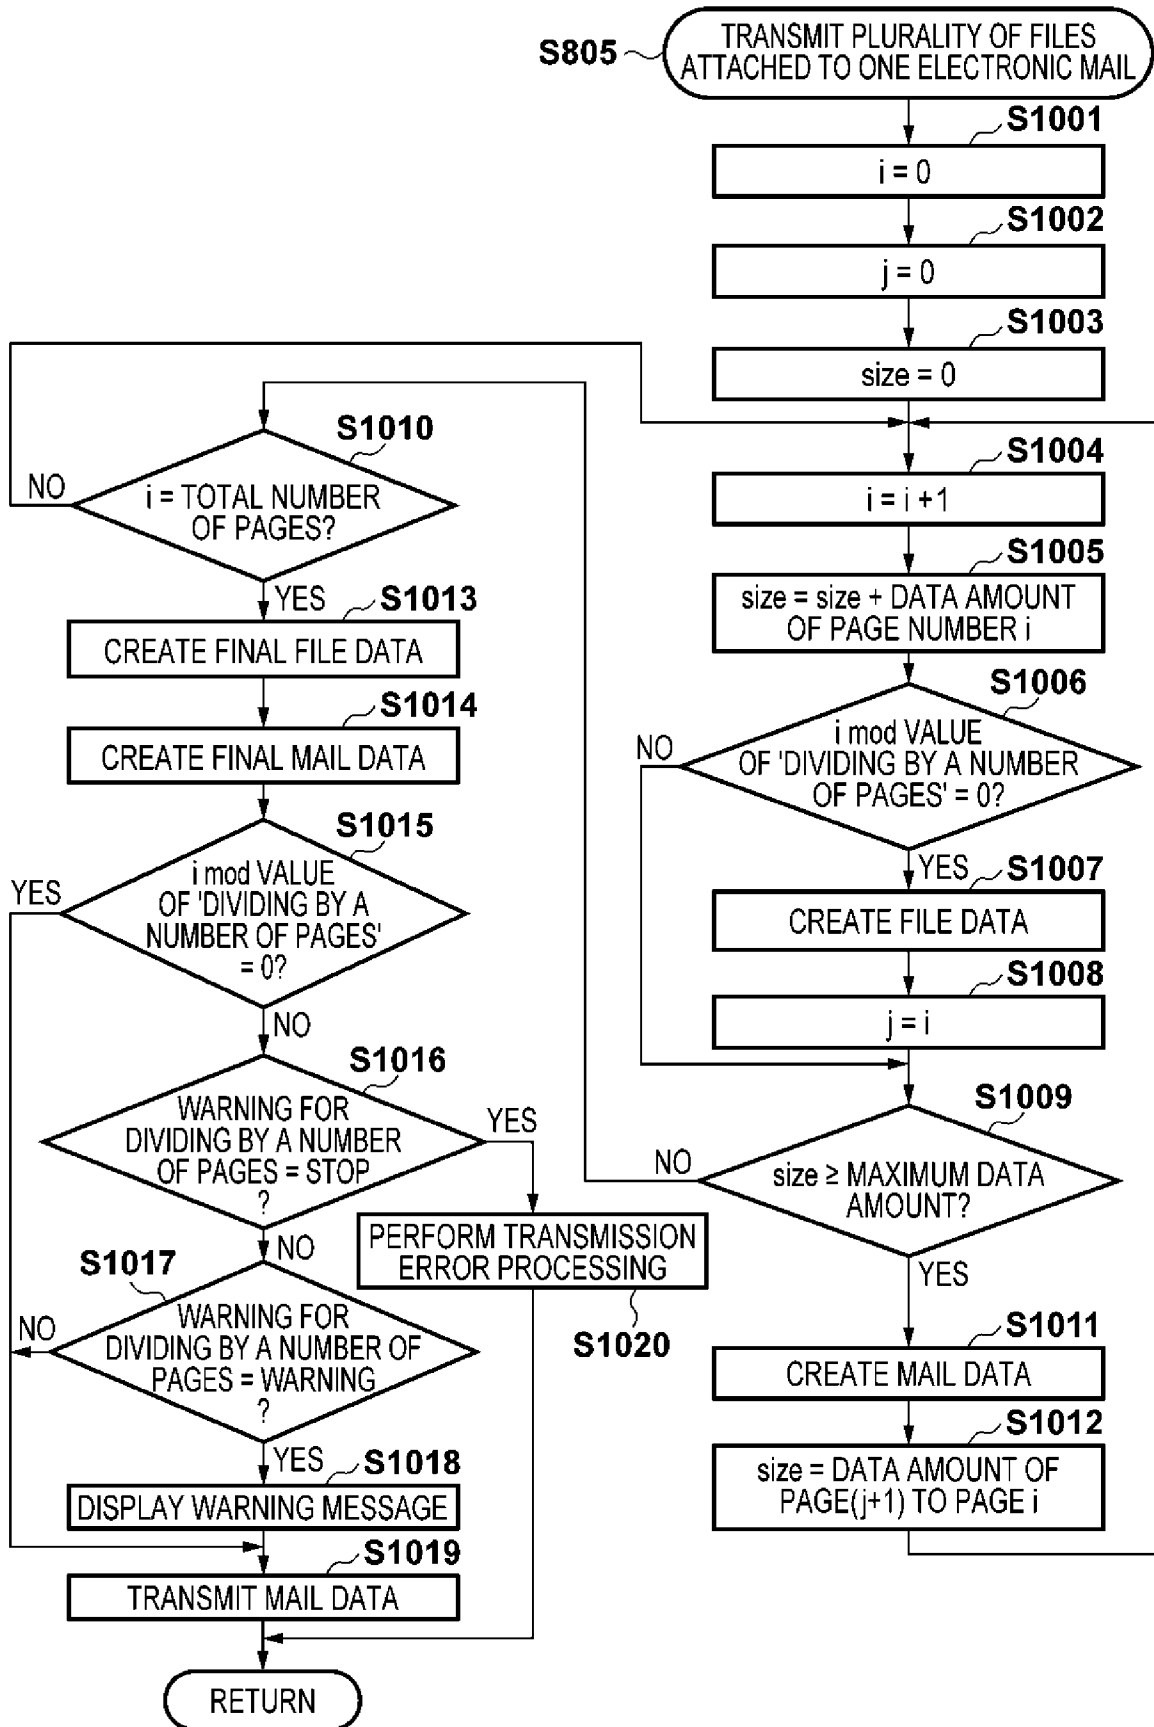 S805
TRANSMIT PLURALITY OF FILES
ATTACHED TO ONE ELECTRONIC MAIL
S1001
i = 0
S1002
j = 0
S1003
size = 0
S1004
i = i +1
S1005
size = size + DATA AMOUNT
OF PAGE NUMBER i
S1006
i mod VALUE
OF 'DIVIDING BY A NUMBER
OF PAGES' = 0?
NO
YES
S1007
CREATE FILE DATA
S1008
j = i
S1009
size ≥ MAXIMUM DATA
AMOUNT?
NO
YES
S1011
CREATE MAIL DATA
S1012
size = DATA AMOUNT OF
PAGE(j+1) TO PAGE i
S1010
i = TOTAL NUMBER
OF PAGES?
NO
YES
S1013
CREATE FINAL FILE DATA
S1014
CREATE FINAL MAIL DATA
S1015
i mod VALUE
OF 'DIVIDING BY A
NUMBER OF PAGES'
= 0?
YES
NO
S1016
WARNING FOR
DIVIDING BY A NUMBER
OF PAGES = STOP
?
YES
NO
PERFORM TRANSMISSION
ERROR PROCESSING
S1020
S1017
WARNING FOR
DIVIDING BY A NUMBER OF
PAGES = WARNING
?
NO
YES
S1018
DISPLAY WARNING MESSAGE
S1019
TRANSMIT MAIL DATA
RETURN